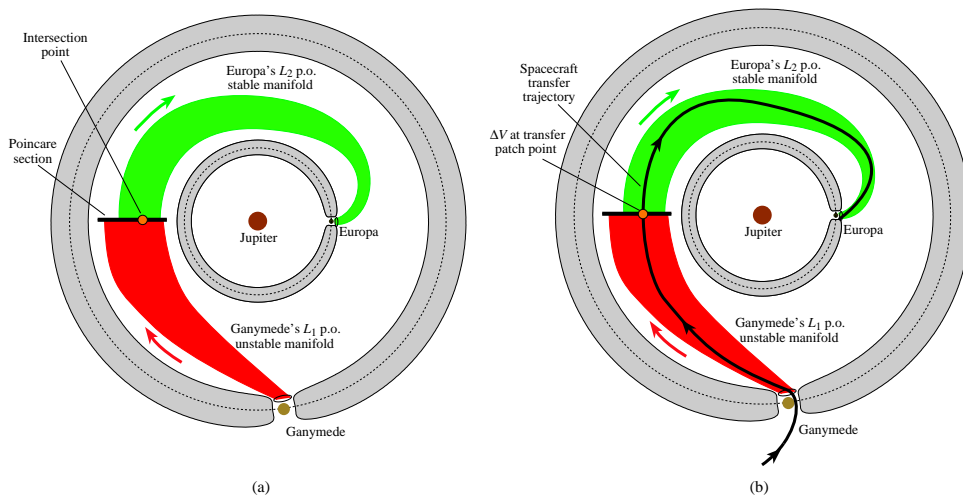 Intersection
point
Europa's L2 p.o.
stable manifold
Poincare
section
Jupiter
Europa
Ganymede's L1 p.o.
unstable manifold
Ganymede
(a)
Spacecraft
transfer
trajectory
Europa's L2 p.o.
stable manifold
ΔV at transfer
patch point
Jupiter
Europa
Ganymede's L1 p.o.
unstable manifold
Ganymede
(b)